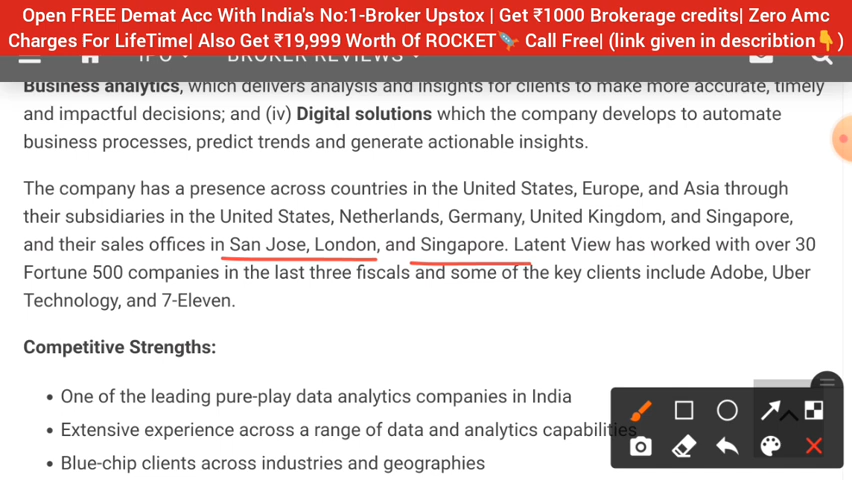 Open FREE Demat Acc With India's No:1-Broker Upstox | Get ₹1000 Brokerage credits| Zero Amc
Charges For LifeTime| Also Get ₹19,999 Worth Of ROCKET🚀 Call Free| (link given in describtion👇)
IPO BROKER REVIEWS
Business analytics, which delivers analysis and insights for clients to make more accurate, timely
and impactful decisions; and (iv) Digital solutions which the company develops to automate
business processes, predict trends and generate actionable insights.
The company has a presence across countries in the United States, Europe, and Asia through
their subsidiaries in the United States, Netherlands, Germany, United Kingdom, and Singapore,
and their sales offices in San Jose, London, and Singapore. Latent View has worked with over 30
Fortune 500 companies in the last three fiscals and some of the key clients include Adobe, Uber
Technology, and 7-Eleven.
Competitive Strengths:
• One of the leading pure-play data analytics companies in India
• Extensive experience across a range of data and analytics capabilities
• Blue-chip clients across industries and geographies